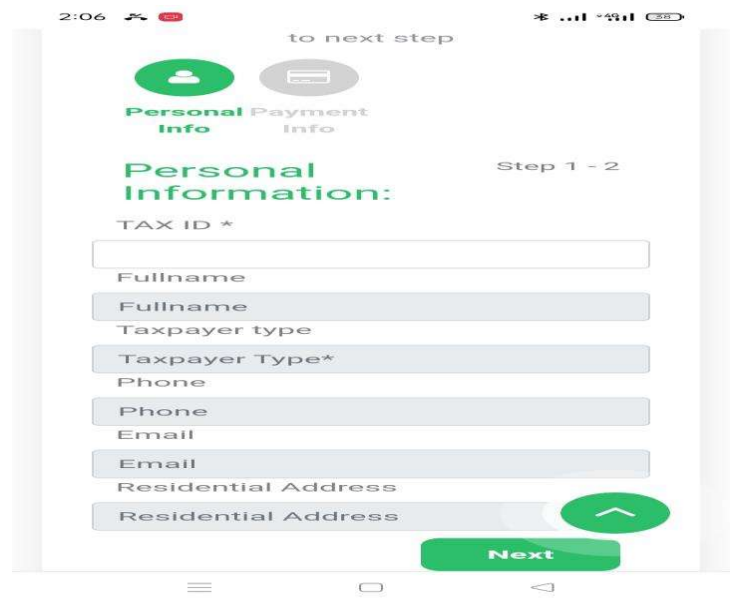 2:06
38
to next step
Personal Payment
Info Info
Personal
Information:
Step 1 - 2
TAX ID *
Fullname
Fullname
Taxpayer type
Taxpayer Type*
Phone
Phone
Email
Email
Residential Address
Residential Address
Next